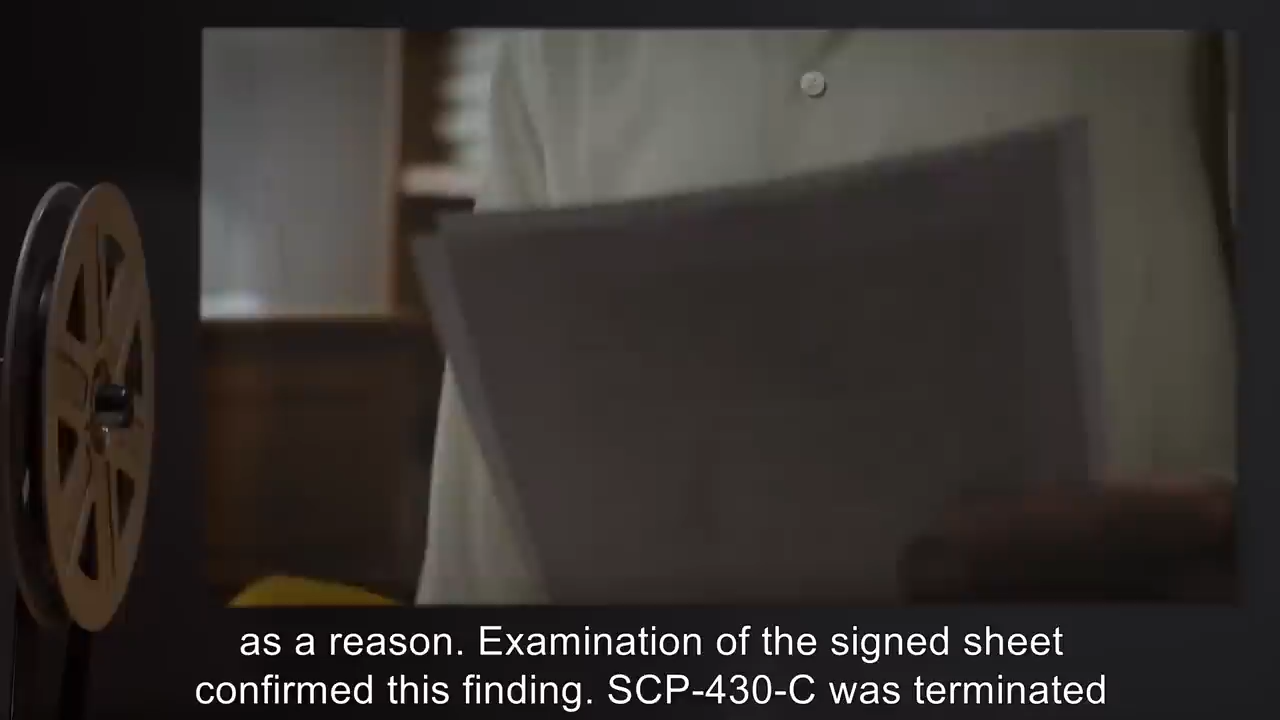 as a reason. Examination of the signed sheet
confirmed this finding. SCP-430-C was terminated